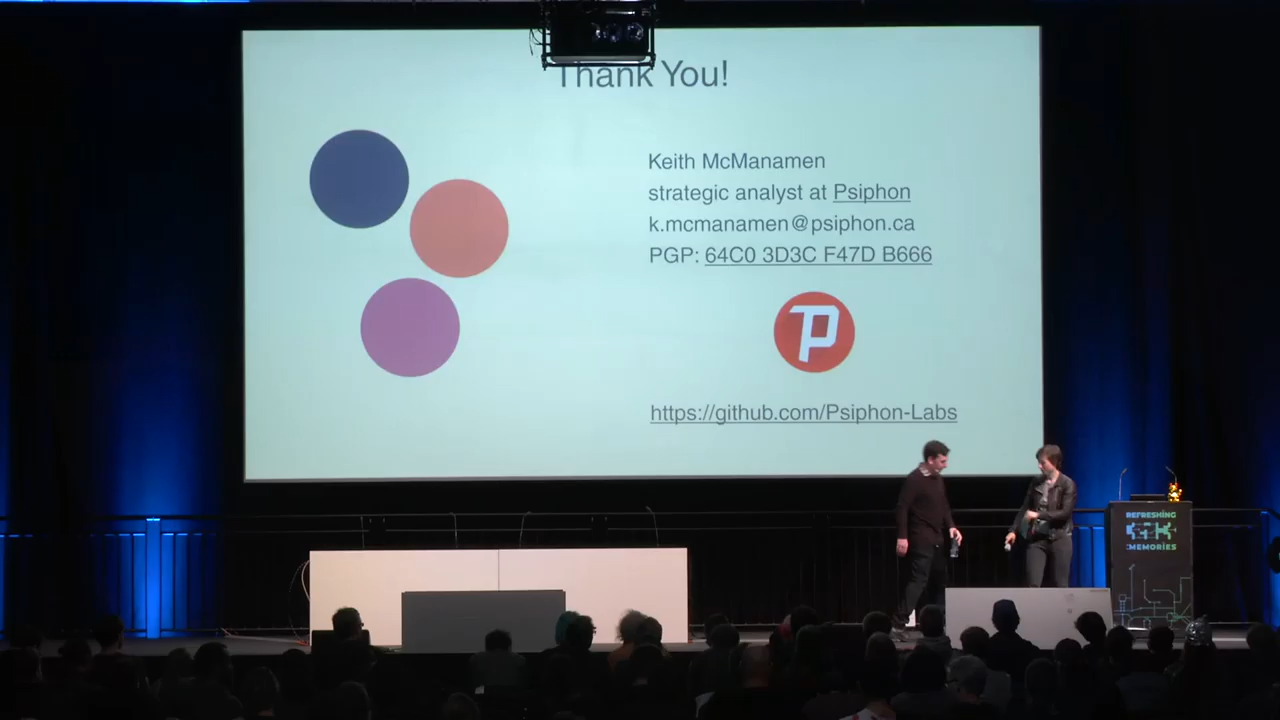 Thank You!
Keith McManamen
strategic analyst at Psiphon
k.mcmanamen@psiphon.ca
PGP: 64C0 3D3C F47D B666
https://github.com/Psiphon-Labs
REFRESHING
MEMORIES